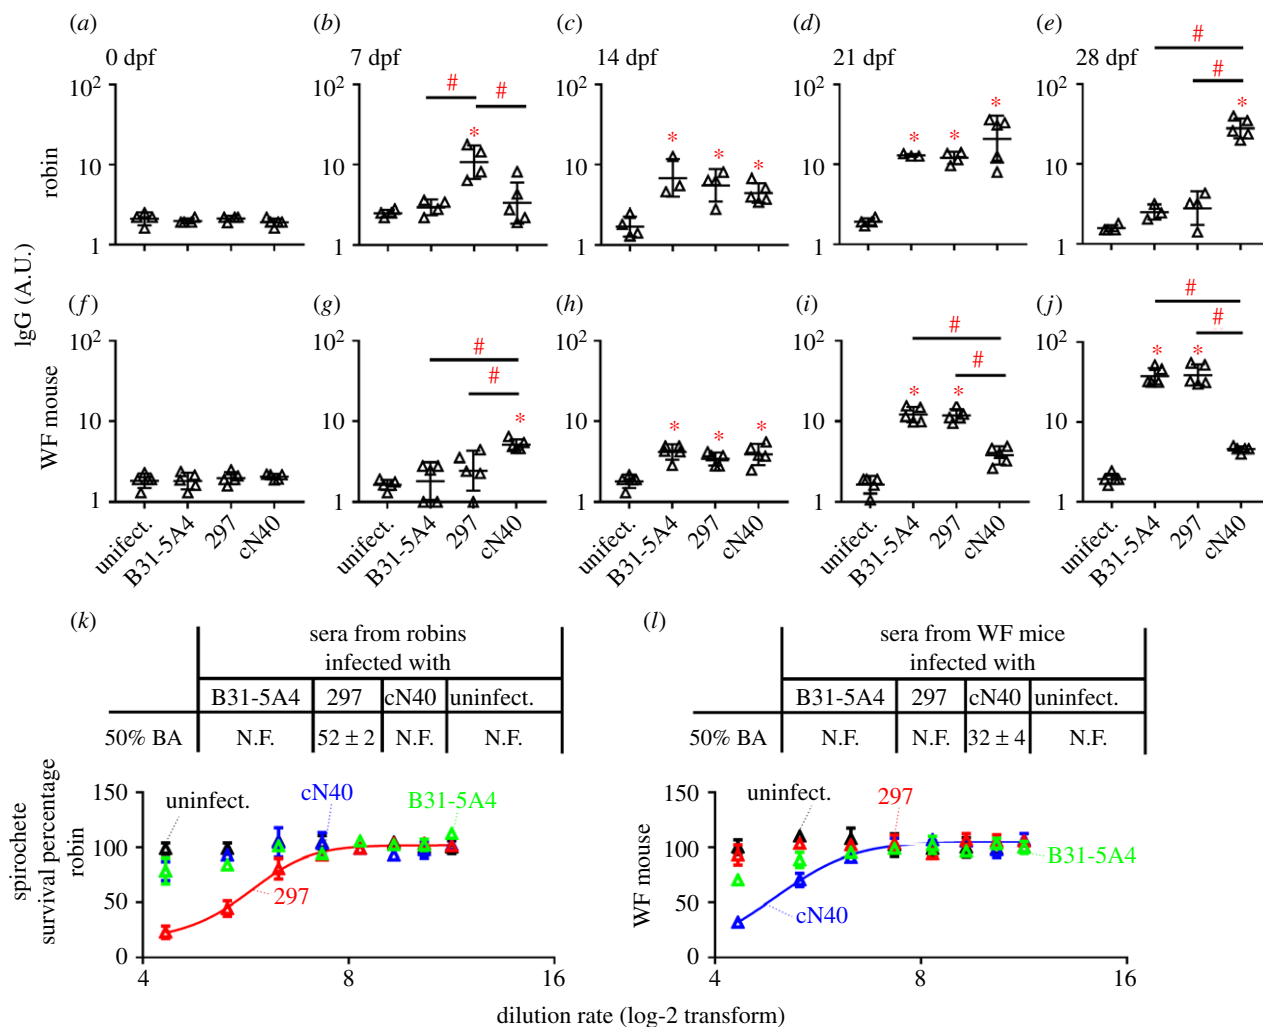 (a) (b) (c) (d) (e)
0 dpf 7 dpf 14 dpf 21 dpf 28 dpf
# # # #
* * * * * * * *
10² 10² 10² 10² 10²
10 10 10 10
1 1 1 1 1
robin
IgG (A.U.)
(f) (g) (h) (i) (j)
# # # # # #
* * * * * * * *
10² 10² 10² 10² 10²
10 10 10 10
1 1 1 1 1
WF mouse
unifect. B31-5A4 297 cN40
unifect. B31-5A4 297 cN40
unifect. B31-5A4 297 cN40
unifect. B31-5A4 297 cN40
unifect. B31-5A4 297 cN40
(k)
sera from robins
infected with
B31-5A4 297 cN40 uninfect.
50% BA N.F. 52 ± 2 N.F. N.F.
spirochete
survival percentage
robin
150
100
50
0
uninfect. cN40 B31-5A4
297
4 8 16
(l)
sera from WF mice
infected with
B31-5A4 297 cN40 uninfect.
50% BA N.F. N.F. 32 ± 4 N.F.
WF mouse
150
100
50
0
uninfect. 297
B31-5A4
cN40
4 8 16
dilution rate (log-2 transform)